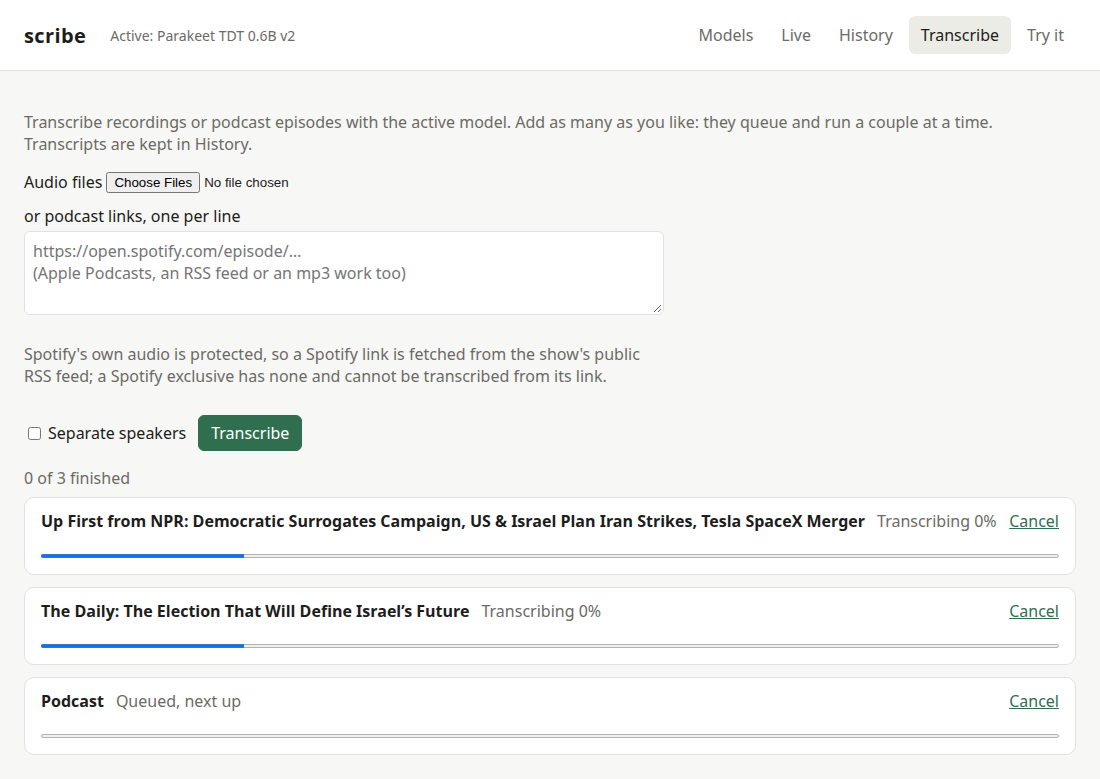 scribe
Active: Parakeet TDT 0.6B v2
Models
Live
History
Transcribe
Try it
Transcribe recordings or podcast episodes with the active model. Add as many as you like: they queue and run a couple at a time.
Transcripts are kept in History.
Audio files Choose Files No file chosen
or podcast links, one per line
https://open.spotify.com/episode/...
(Apple Podcasts, an RSS feed or an mp3 work too)
Spotify's own audio is protected, so a Spotify link is fetched from the show's public
RSS feed; a Spotify exclusive has none and cannot be transcribed from its link.
Separate speakers
Transcribe
0 of 3 finished
Up First from NPR: Democratic Surrogates Campaign, US & Israel Plan Iran Strikes, Tesla SpaceX Merger Transcribing 0% Cancel
The Daily: The Election That Will Define Israel’s Future Transcribing 0% Cancel
Podcast Queued, next up Cancel